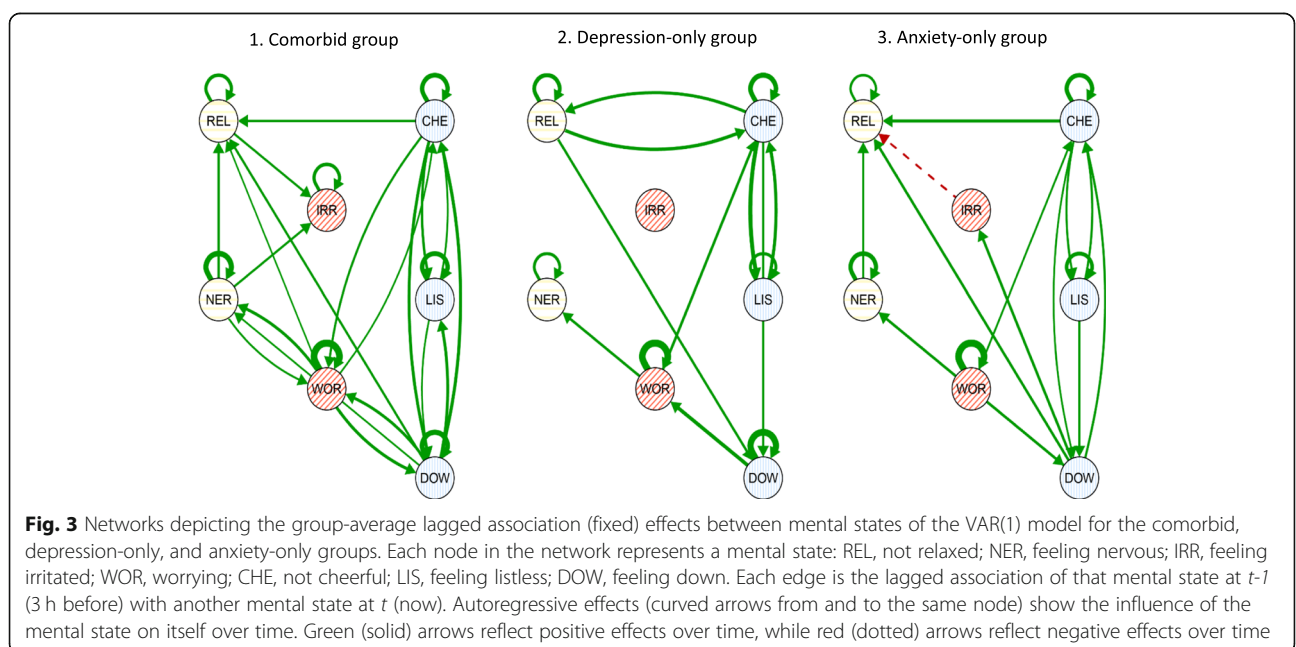 1. Comorbid group
2. Depression-only group
3. Anxiety-only group
REL
CHE
IRR
NER
LIS
WOR
DOW
REL
CHE
IRR
NER
LIS
WOR
DOW
REL
CHE
IRR
NER
LIS
WOR
DOW
Fig. 3 Networks depicting the group-average lagged association (fixed) effects between mental states of the VAR(1) model for the comorbid,
depression-only, and anxiety-only groups. Each node in the network represents a mental state: REL, not relaxed; NER, feeling nervous; IRR, feeling
irritated; WOR, worrying; CHE, not cheerful; LIS, feeling listless; DOW, feeling down. Each edge is the lagged association of that mental state at t-1
(3 h before) with another mental state at t (now). Autoregressive effects (curved arrows from and to the same node) show the influence of the
mental state on itself over time. Green (solid) arrows reflect positive effects over time, while red (dotted) arrows reflect negative effects over time